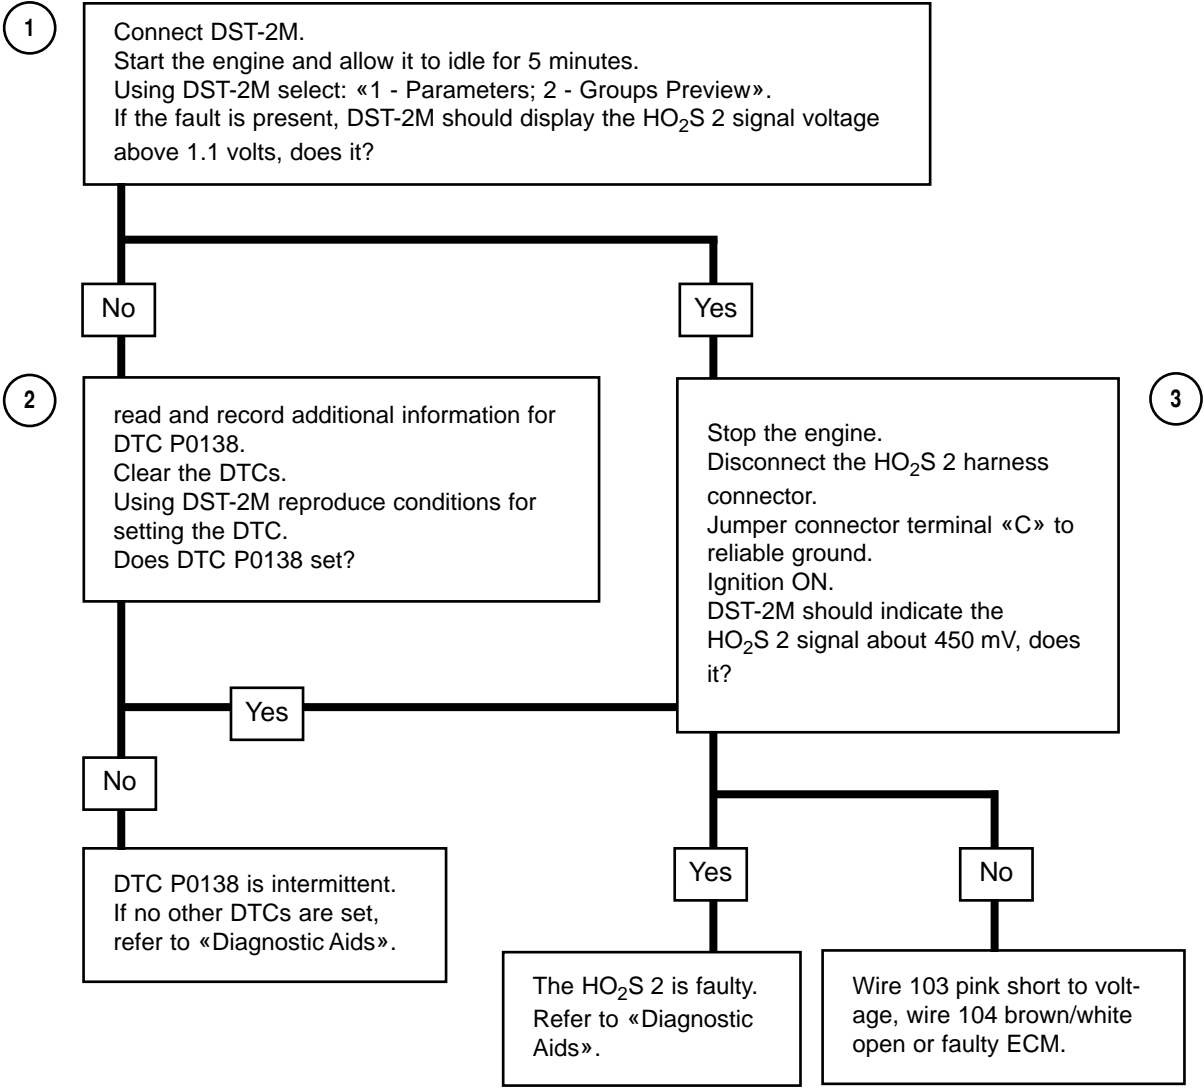 1
Connect DST-2M.
Start the engine and allow it to idle for 5 minutes.
Using DST-2M select: «1 - Parameters; 2 - Groups Preview».
If the fault is present, DST-2M should display the HO₂S 2 signal voltage
above 1.1 volts, does it?
No
Yes
2
read and record additional information for
DTC P0138.
Clear the DTCs.
Using DST-2M reproduce conditions for
setting the DTC.
Does DTC P0138 set?
3
Stop the engine.
Disconnect the HO₂S 2 harness
connector.
Jumper connector terminal «C» to
reliable ground.
Ignition ON.
DST-2M should indicate the
HO₂S 2 signal about 450 mV, does
it?
Yes
No
DTC P0138 is intermittent.
If no other DTCs are set,
refer to «Diagnostic Aids».
Yes
No
The HO₂S 2 is faulty.
Refer to «Diagnostic
Aids».
Wire 103 pink short to volt-
age, wire 104 brown/white
open or faulty ECM.